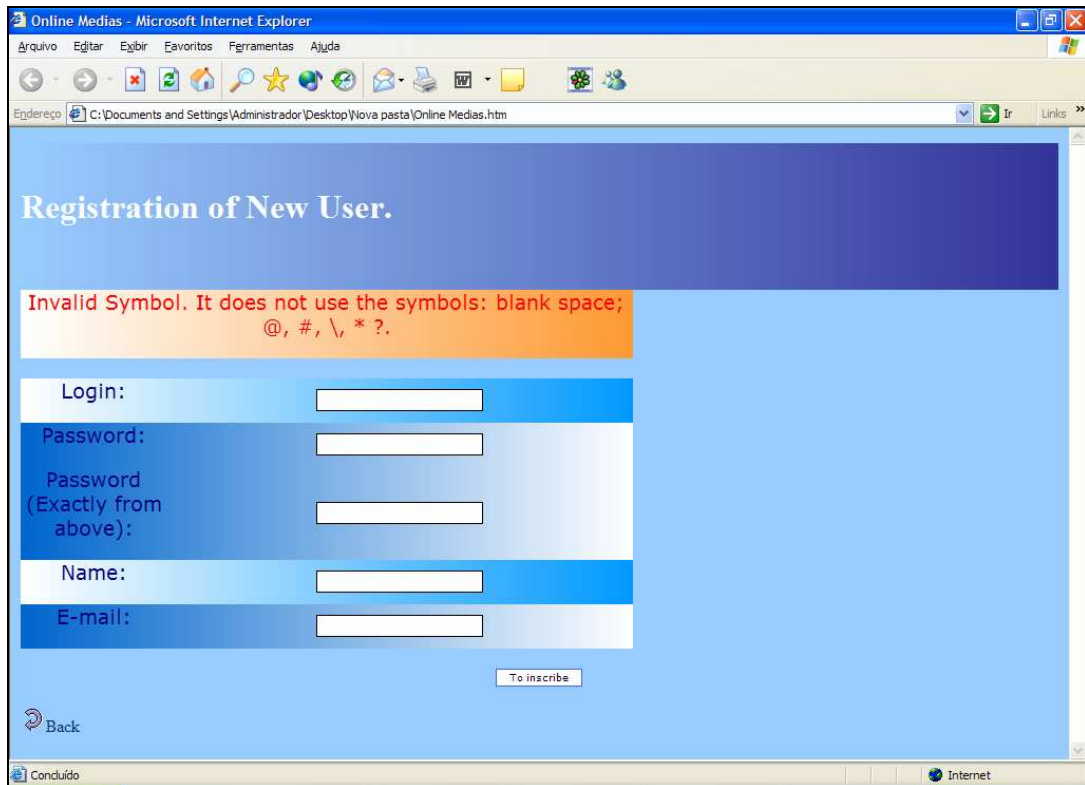 Online Medias - Microsoft Internet Explorer
Arquivo Editar Exibir Favoritos Ferramentas Ajuda
Endereço C:\Documents and Settings\Administrador\Desktop\Nova pasta\Online Medias.htm Ir Links »
Registration of New User.
Invalid Symbol. It does not use the symbols: blank space;
@, #, \, * ?.
Login:
Password:
Password
(Exactly from
above):
Name:
E-mail:
To inscribe
Back
Concluído Internet